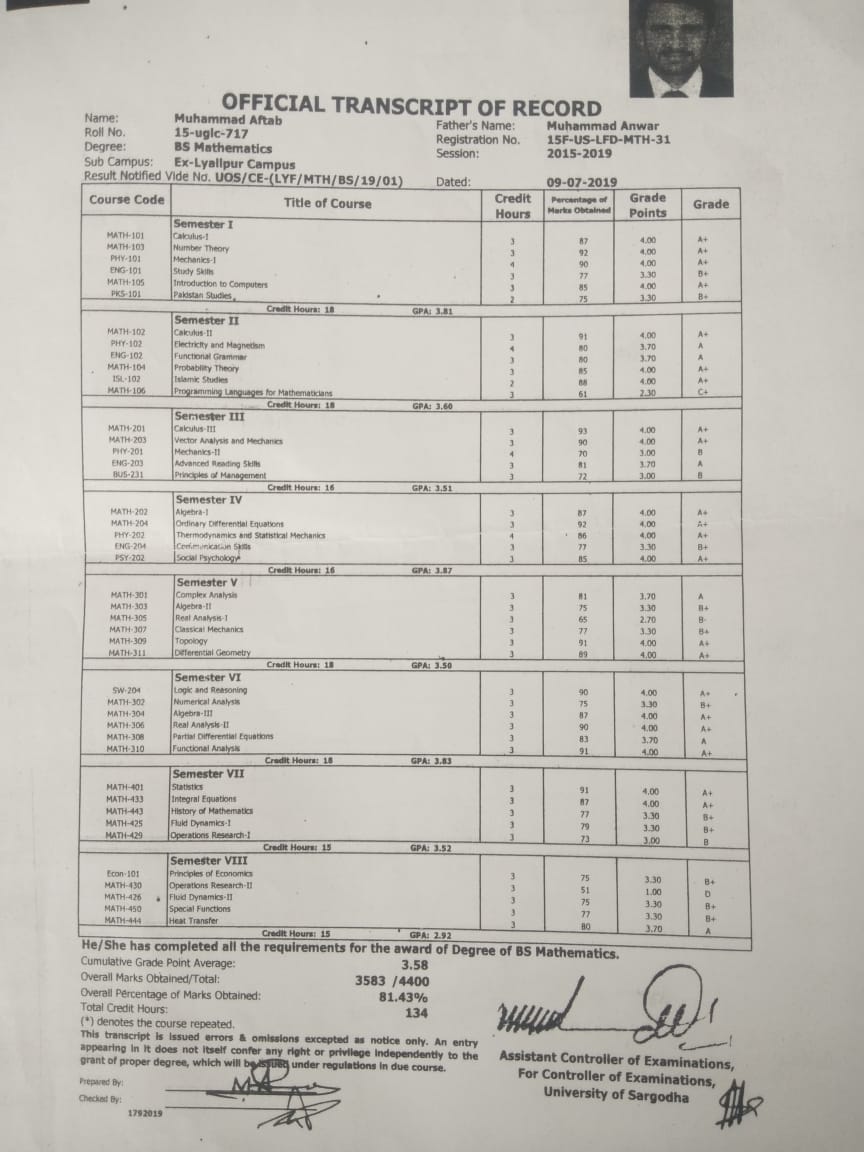 OFFICIAL TRANSCRIPT OF RECORD
Name: Muhammad Aftab Father's Name: Muhammad Anwar
Roll No. 15-uglc-717 Registration No. 15F-US-LFD-MTH-31
Degree: BS Mathematics Session: 2015-2019
Sub Campus: Ex-Lyallpur Campus
Result Notified Vide No. UOS/CE-(LYF/MTH/BS/19/01) Dated: 09-07-2019
Course Code Title of Course Credit Hours Percentage of Marks Obtained Grade Points Grade
Semester I
MATH-101 Calculus-I 3 87 4.00 A+
MATH-103 Number Theory 3 92 4.00 A+
PHY-101 Mechanics-I 4 90 4.00 A+
ENG-101 Study Skills 3 77 3.30 B+
MATH-105 Introduction to Computers 3 85 4.00 A+
PKS-101 Pakistan Studies 2 75 3.30 B+
Credit Hours: 18 GPA: 3.81
Semester II
MATH-102 Calculus-II 3 91 4.00 A+
PHY-102 Electricity and Magnetism 4 80 3.70 A
ENG-102 Functional Grammar 3 80 3.70 A
MATH-104 Probability Theory 3 85 4.00 A+
ISL-102 Islamic Studies 2 88 4.00 A+
MATH-106 Programming Languages for Mathematicians 3 61 2.30 C+
Credit Hours: 18 GPA: 3.60
Semester III
MATH-201 Calculus-III 3 93 4.00 A+
MATH-203 Vector Analysis and Mechanics 3 90 4.00 A+
PHY-201 Mechanics-II 4 70 3.00 B
ENG-203 Advanced Reading Skills 3 81 3.70 A
BUS-231 Principles of Management 3 72 3.00 B
Credit Hours: 16 GPA: 3.51
Semester IV
MATH-202 Algebra-I 3 87 4.00 A+
MATH-204 Ordinary Differential Equations 3 92 4.00 A+
PHY-202 Thermodynamics and Statistical Mechanics 4 86 4.00 A+
ENG-204 Communication Skills 3 77 3.30 B+
PSY-202 Social Psychology 3 85 4.00 A+
Credit Hours: 16 GPA: 3.87
Semester V
MATH-301 Complex Analysis 3 81 3.70 A
MATH-303 Algebra-II 3 75 3.30 B+
MATH-305 Real Analysis-I 3 65 2.70 B-
MATH-307 Classical Mechanics 3 77 3.30 B+
MATH-309 Topology 3 91 4.00 A+
MATH-311 Differential Geometry 3 89 4.00 A+
Credit Hours: 18 GPA: 3.50
Semester VI
SW-204 Logic and Reasoning 3 90 4.00 A+
MATH-302 Numerical Analysis 3 75 3.30 B+
MATH-304 Algebra-III 3 87 4.00 A+
MATH-306 Real Analysis-II 3 90 4.00 A+
MATH-308 Partial Differential Equations 3 83 3.70 A
MATH-310 Functional Analysis 3 91 4.00 A+
Credit Hours: 18 GPA: 3.83
Semester VII
MATH-401 Statistics 3 91 4.00 A+
MATH-433 Integral Equations 3 87 4.00 A+
MATH-443 History of Mathematics 3 77 3.30 B+
MATH-425 Fluid Dynamics-I 3 79 3.30 B+
MATH-429 Operations Research-I 3 73 3.00 B
Credit Hours: 15 GPA: 3.52
Semester VIII
Econ-101 Principles of Economics 3 75 3.30 B+
MATH-430 Operations Research-II 3 51 1.00 D
MATH-426 Fluid Dynamics-II 3 75 3.30 B+
MATH-450 Special Functions 3 77 3.30 B+
MATH-444 Heat Transfer 3 80 3.70 A
Credit Hours: 15 GPA: 2.92
He/She has completed all the requirements for the award of Degree of BS Mathematics.
Cumulative Grade Point Average: 3.58
Overall Marks Obtained/Total: 3583 /4400
Overall Percentage of Marks Obtained: 81.43%
Total Credit Hours: 134
(*) denotes the course repeated.
This transcript is issued errors & omissions excepted as notice only. An entry
appearing in it does not itself confer any right or privilege independently to the
grant of proper degree, which will be issued under regulations in due course.
Prepared By:
Checked By:
1792019
Assistant Controller of Examinations,
For Controller of Examinations,
University of Sargodha